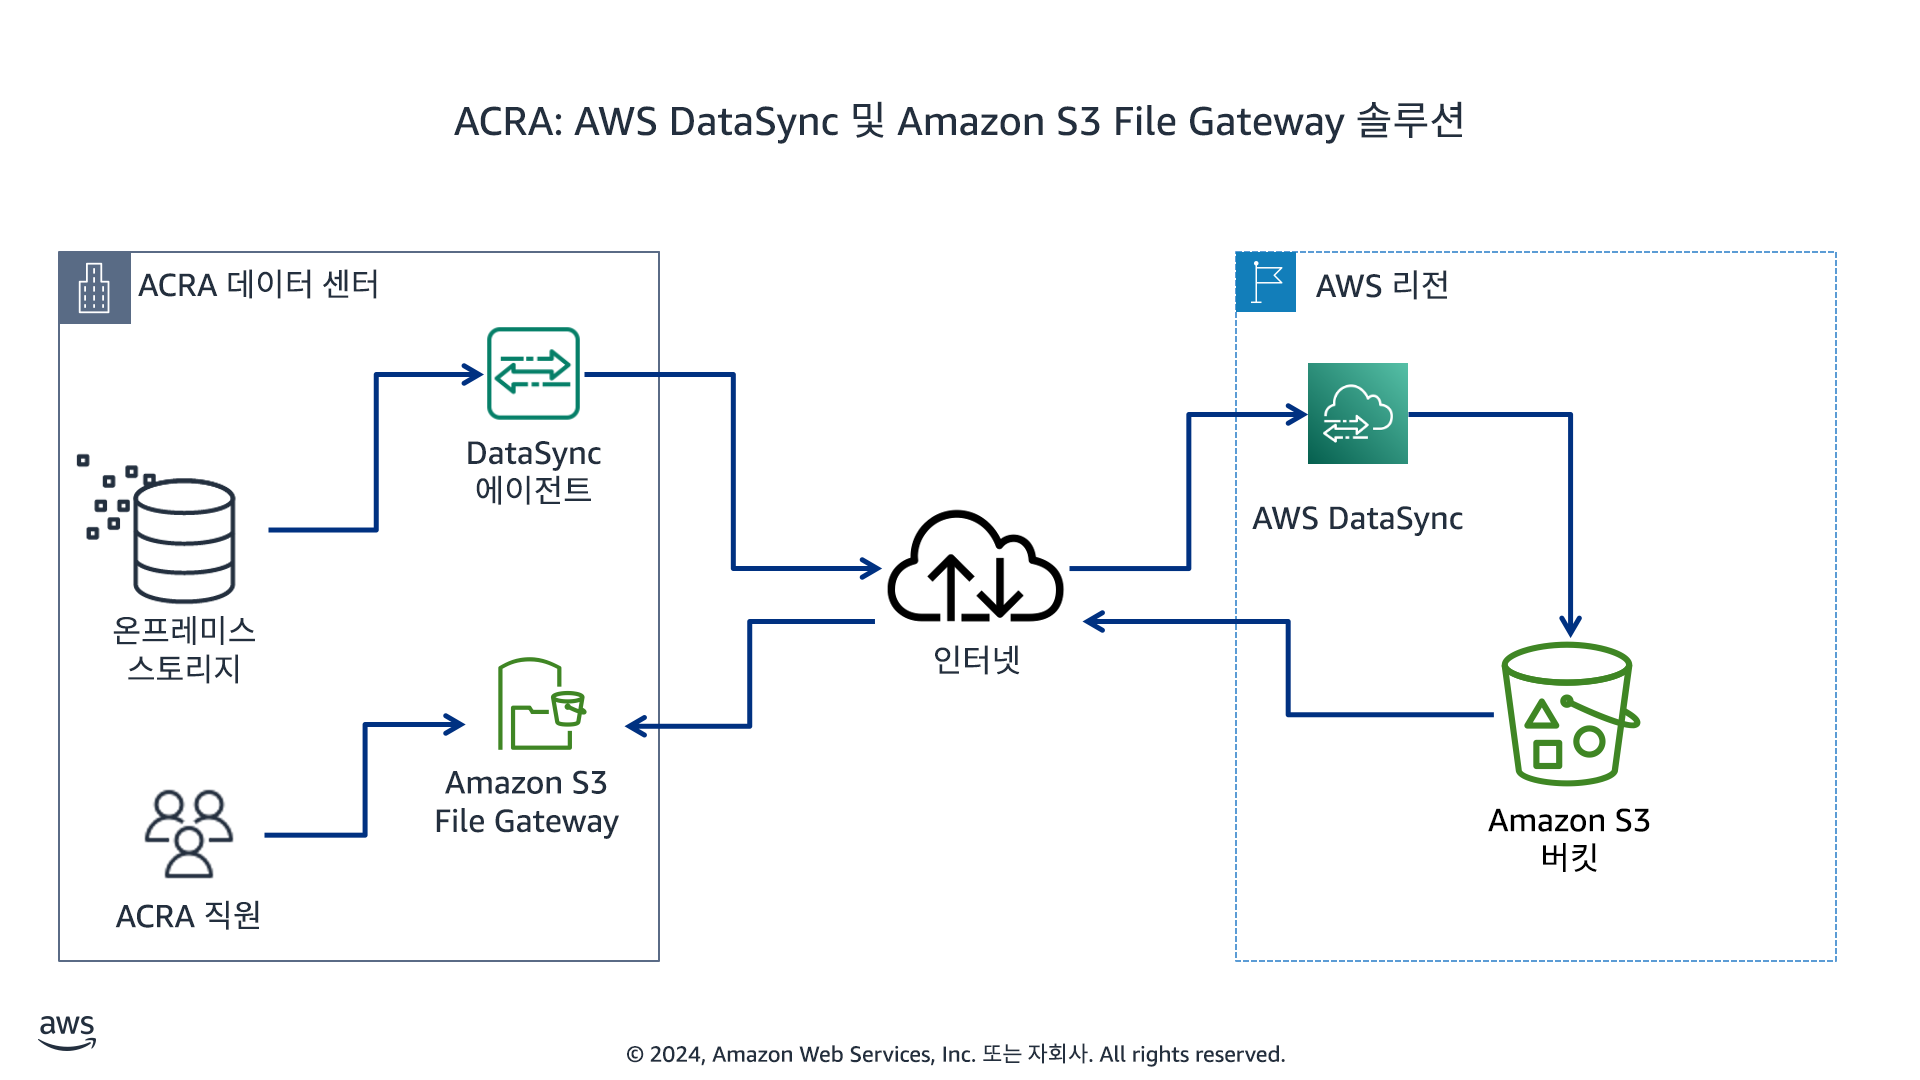 ACRA: AWS DataSync 및 Amazon S3 File Gateway 솔루션
ACRA 데이터 센터
DataSync
에이전트
온프레미스
스토리지
Amazon S3
File Gateway
ACRA 직원
인터넷
AWS 리전
AWS DataSync
Amazon S3
버킷
aws
© 2024, Amazon Web Services, Inc. 또는 자회사. All rights reserved.